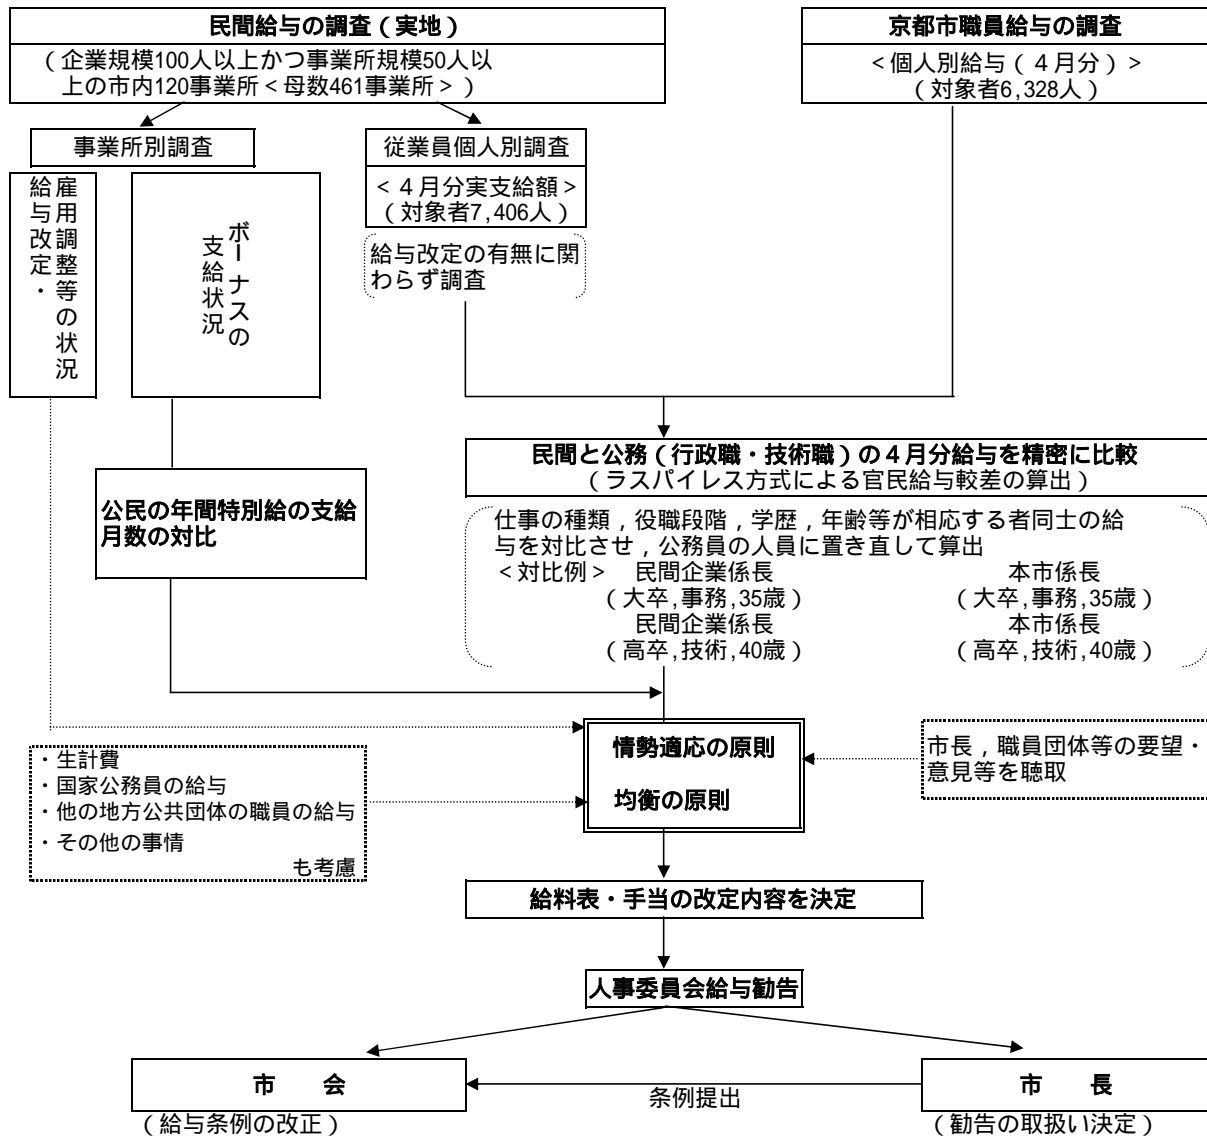 民間給与の調査（実地）
（企業規模100人以上かつ事業所規模50人以
上の市内120事業所＜母数461事業所＞）
京都市職員給与の調査
＜個人別給与（４月分）＞
（対象者6,328人）
事業所別調査
従業員個人別調査
＜４月分実支給額＞
（対象者7,406人）
給与改定の有無に関
わらず調査
給与改定・
雇用調整等の状況
ボーナスの
支給状況
民間と公務（行政職・技術職）の４月分給与を精密に比較
（ラスパイレス方式による官民給与較差の算出）
公民の年間特別給の支給
月数の対比
仕事の種類，役職段階，学歴，年齢等が相応する者同士の給
与を対比させ，公務員の人員に置き直して算出
＜対比例＞ 民間企業係長 本市係長
（大卒,事務,35歳） （大卒,事務,35歳）
民間企業係長 本市係長
（高卒,技術,40歳） （高卒,技術,40歳）
情勢適応の原則
均衡の原則
市長，職員団体等の要望・
意見等を聴取
・生計費
・国家公務員の給与
・他の地方公共団体の職員の給与
・その他の事情
も考慮
給料表・手当の改定内容を決定
人事委員会給与勧告
市　会
（給与条例の改正）
条例提出
市　長
（勧告の取扱い決定）